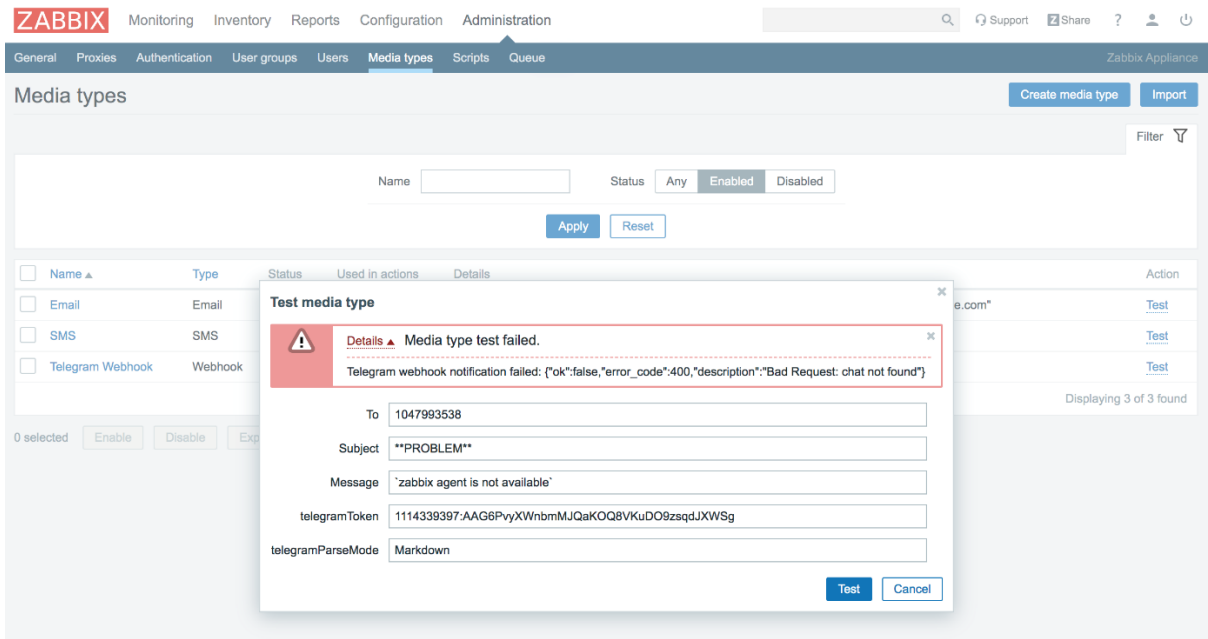 ZABBIX Monitoring Inventory Reports Configuration Administration Support Z Share ?
General Proxies Authentication User groups Users Media types Scripts Queue Zabbix Appliance
Media types Create media type Import
Filter
Name Status Any Enabled Disabled
Apply Reset
Name Type Status Used in actions Details Action
Email Email e.com" Test
SMS SMS Test
Telegram Webhook Webhook Test
Displaying 3 of 3 found
0 selected Enable Disable Exp
Test media type
Details Media type test failed.
Telegram webhook notification failed: {"ok":false,"error_code":400,"description":"Bad Request: chat not found"}
To 1047993538
Subject **PROBLEM**
Message `zabbix agent is not available`
telegramToken 1114339397:AAG6PvyXWnbmMJQaKOQ8VKuDO9zsqdJXWSg
telegramParseMode Markdown
Test Cancel